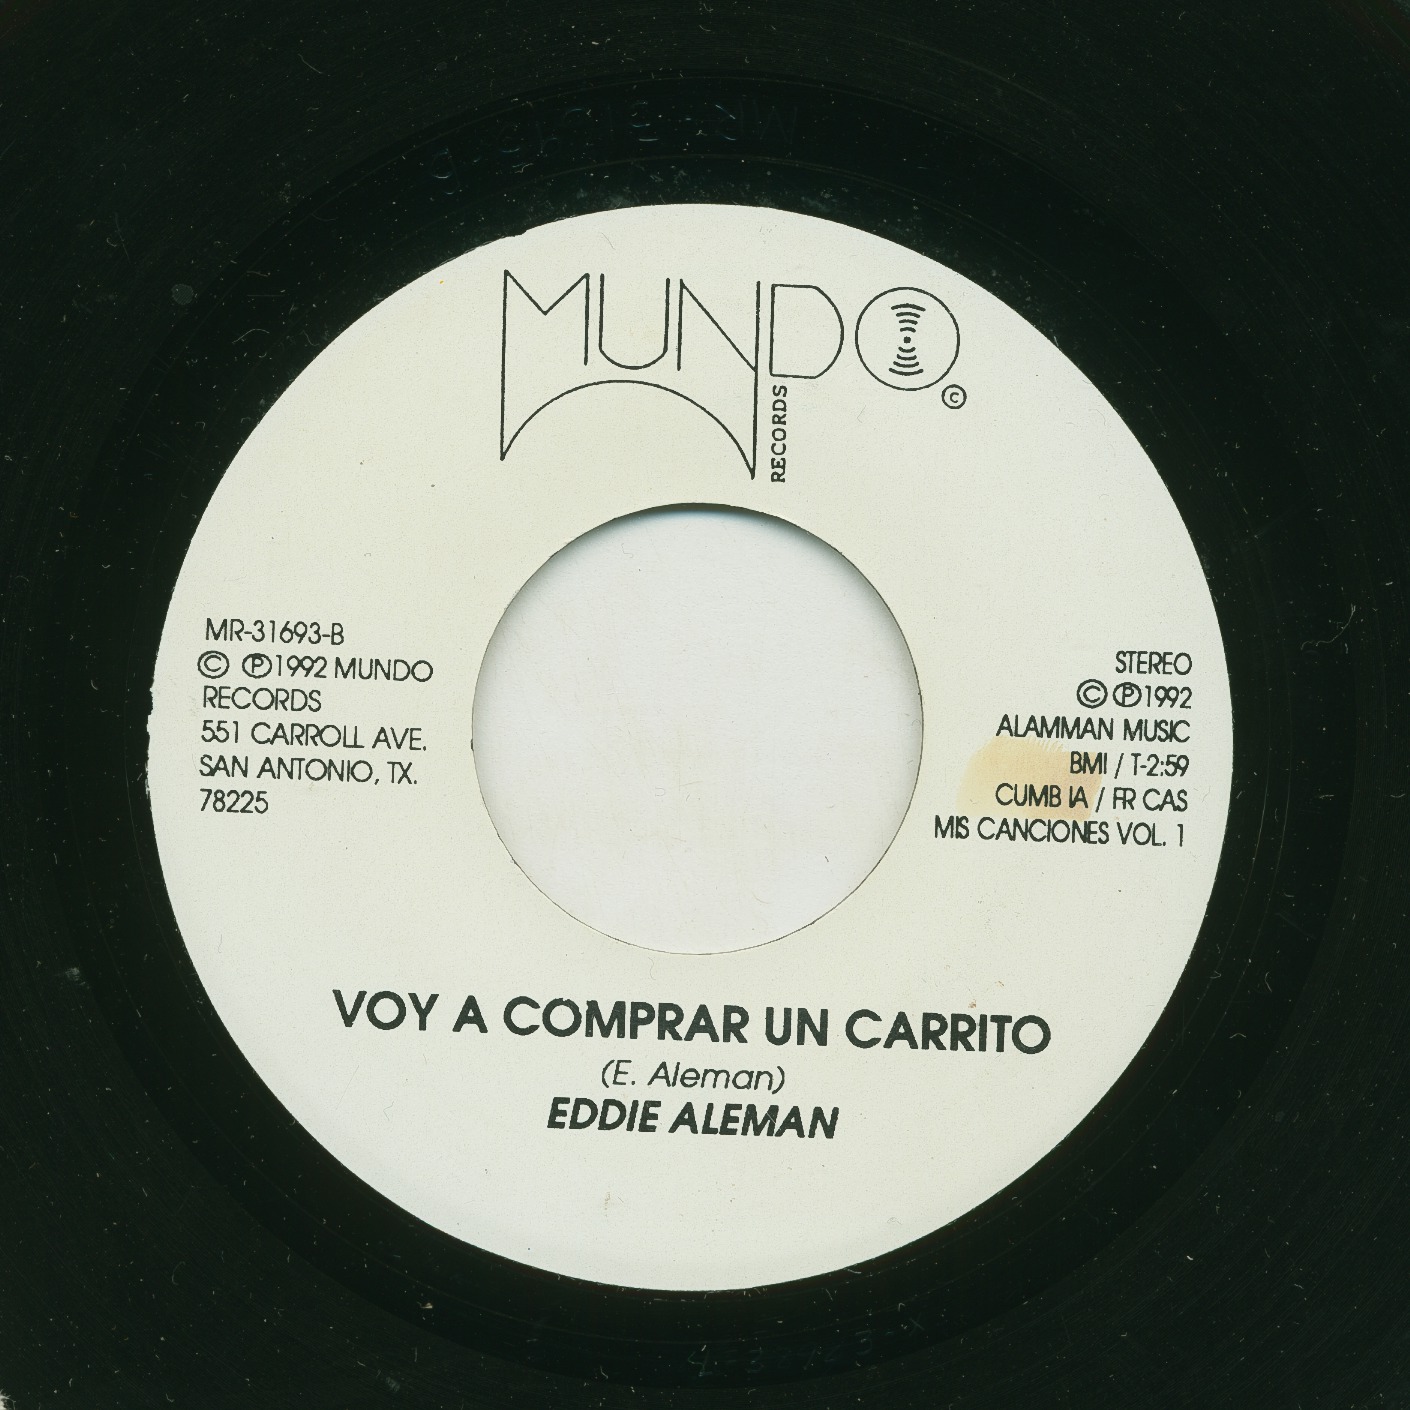 MUNDO
RECORDS
©
MR-31693-B
© ℗1992 MUNDO
RECORDS
551 CARROLL AVE.
SAN ANTONIO, TX.
78225
STEREO
© ℗1992
ALAMMAN MUSIC
BMI / T-2:59
CUMB IA / FR CAS
MIS CANCIONES VOL. 1
VOY A COMPRAR UN CARRITO
(E. Aleman)
EDDIE ALEMAN